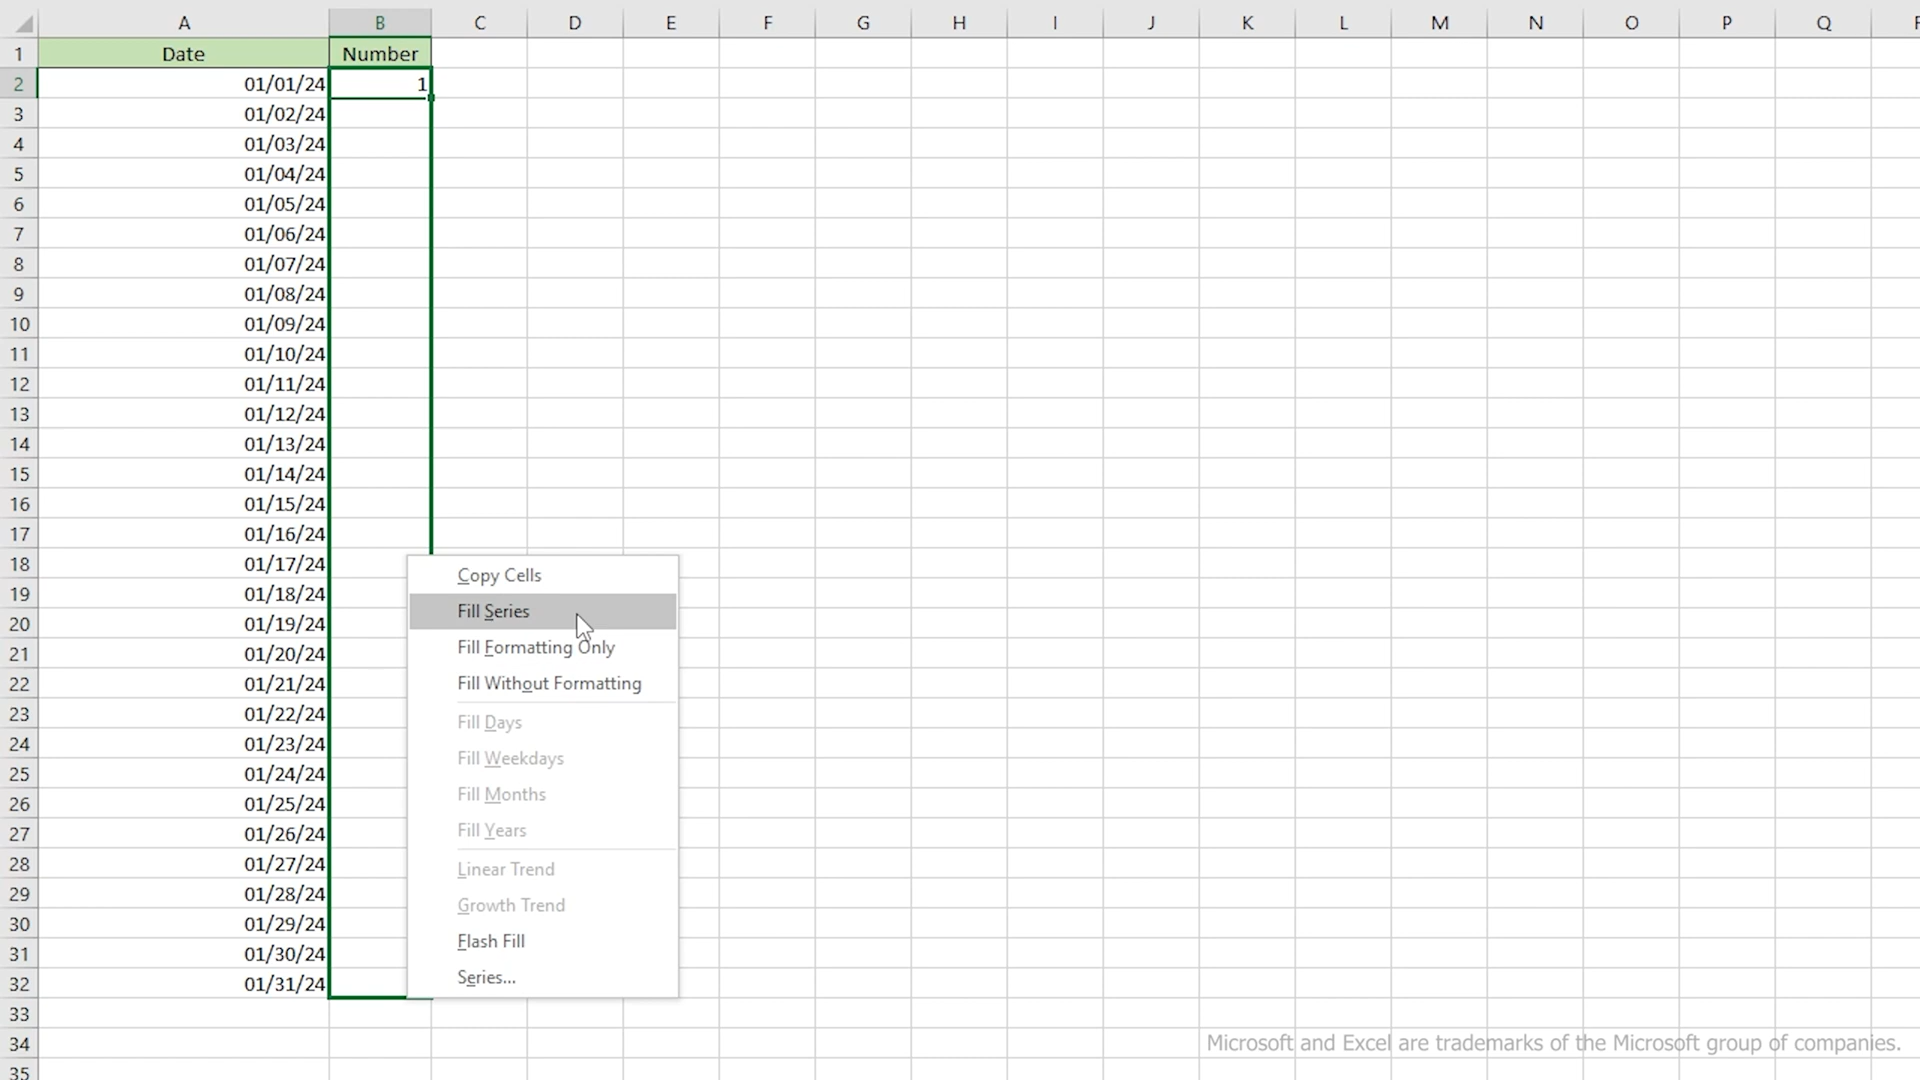 A B C D E F G H I J K L M N O P Q
1 Date Number
2 01/01/24 1
3 01/02/24
4 01/03/24
5 01/04/24
6 01/05/24
7 01/06/24
8 01/07/24
9 01/08/24
10 01/09/24
11 01/10/24
12 01/11/24
13 01/12/24
14 01/13/24
15 01/14/24
16 01/15/24
17 01/16/24
18 01/17/24
19 01/18/24
20 01/19/24
21 01/20/24
22 01/21/24
23 01/22/24
24 01/23/24
25 01/24/24
26 01/25/24
27 01/26/24
28 01/27/24
29 01/28/24
30 01/29/24
31 01/30/24
32 01/31/24
33
34
35
Copy Cells
Fill Series
Fill Formatting Only
Fill Without Formatting
Fill Days
Fill Weekdays
Fill Months
Fill Years
Linear Trend
Growth Trend
Flash Fill
Series...
Microsoft and Excel are trademarks of the Microsoft group of companies.